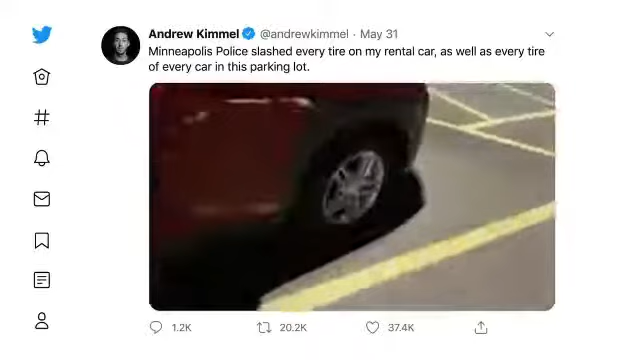 Andrew Kimmel @andrewkimmel · May 31
Minneapolis Police slashed every tire on my rental car, as well as every tire
of every car in this parking lot.
1.2K 20.2K 37.4K